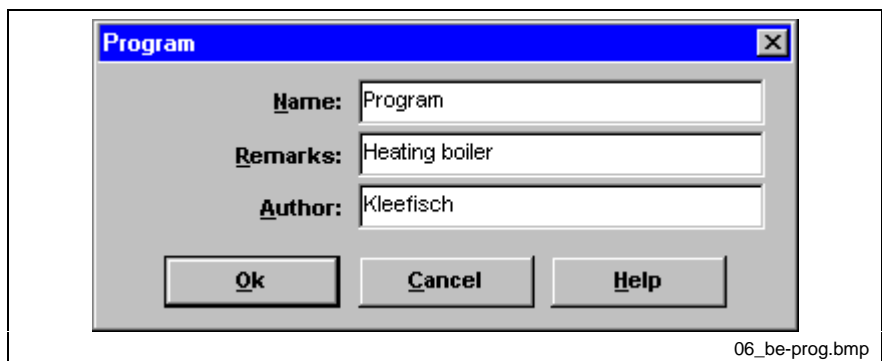 Program
Name: Program
Remarks: Heating boiler
Author: Kleefisch
Ok Cancel Help
06_be-prog.bmp